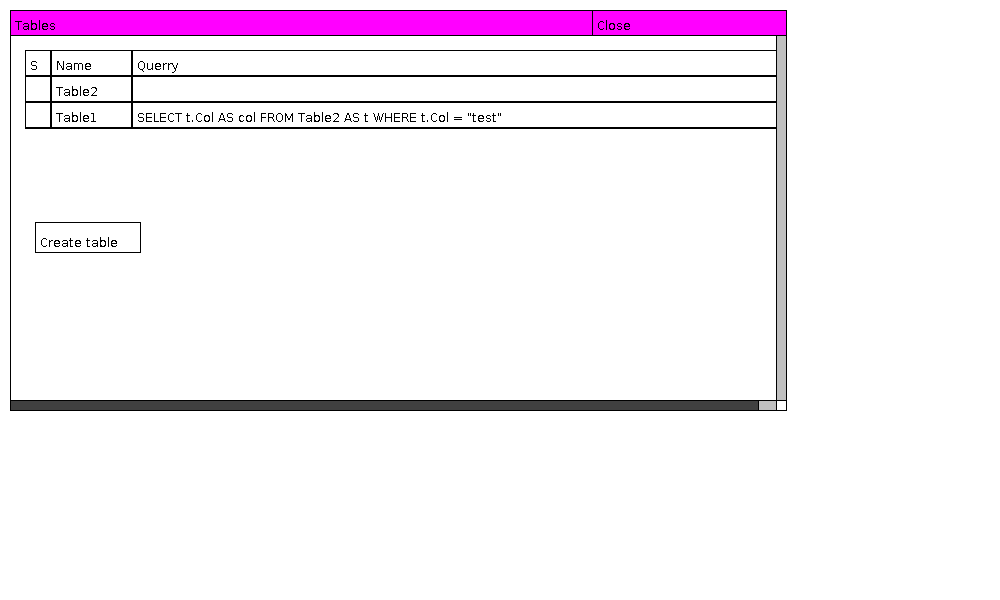 Tables Close
S Name Querry
Table2
Table1 SELECT t.Col AS col FROM Table2 AS t WHERE t.Col = "test"
Create table